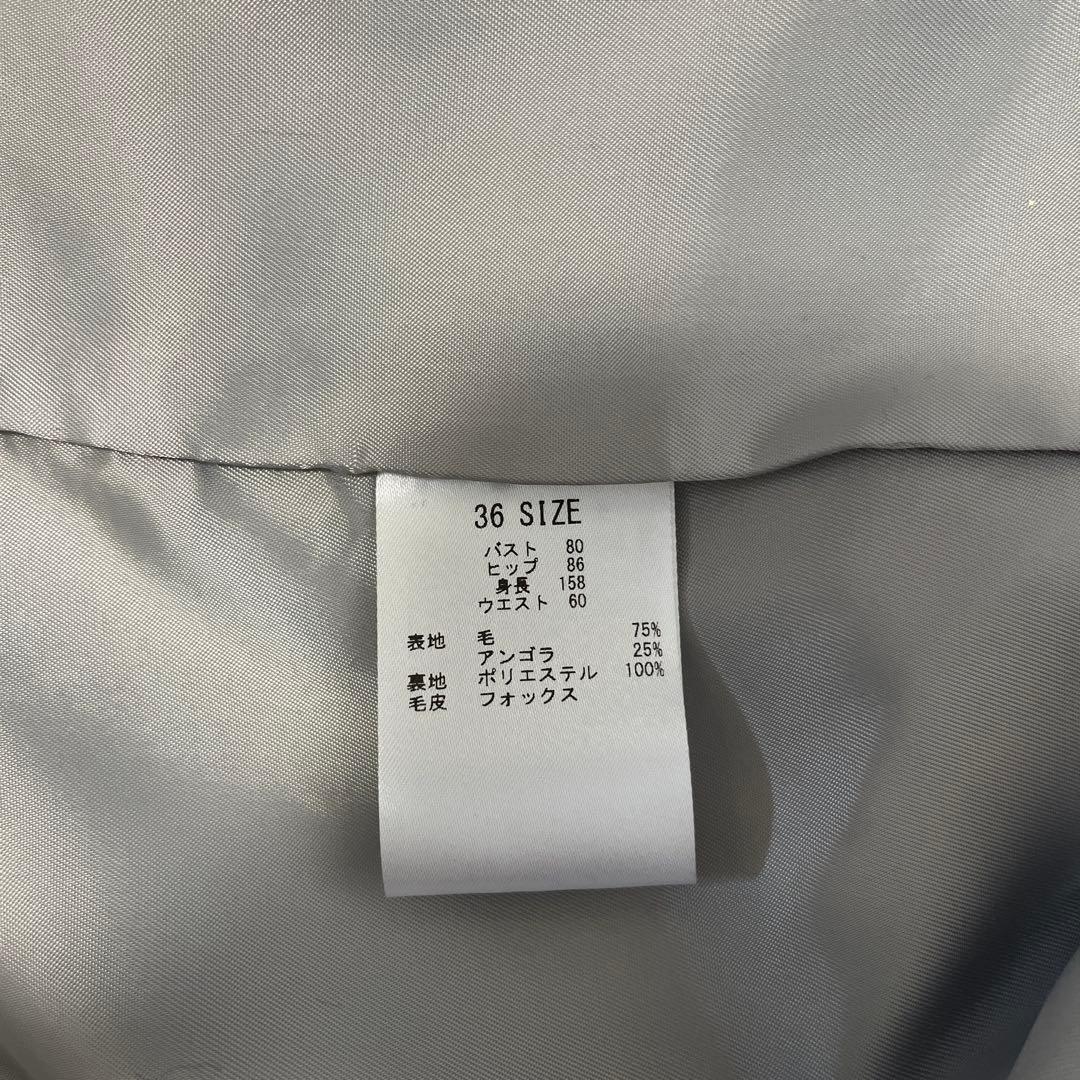 36 SIZE
バスト 80
ヒップ 86
身長 158
ウエスト 60
表地 毛 75%
アンゴラ 25%
裏地 ポリエステル 100%
毛皮 フォックス